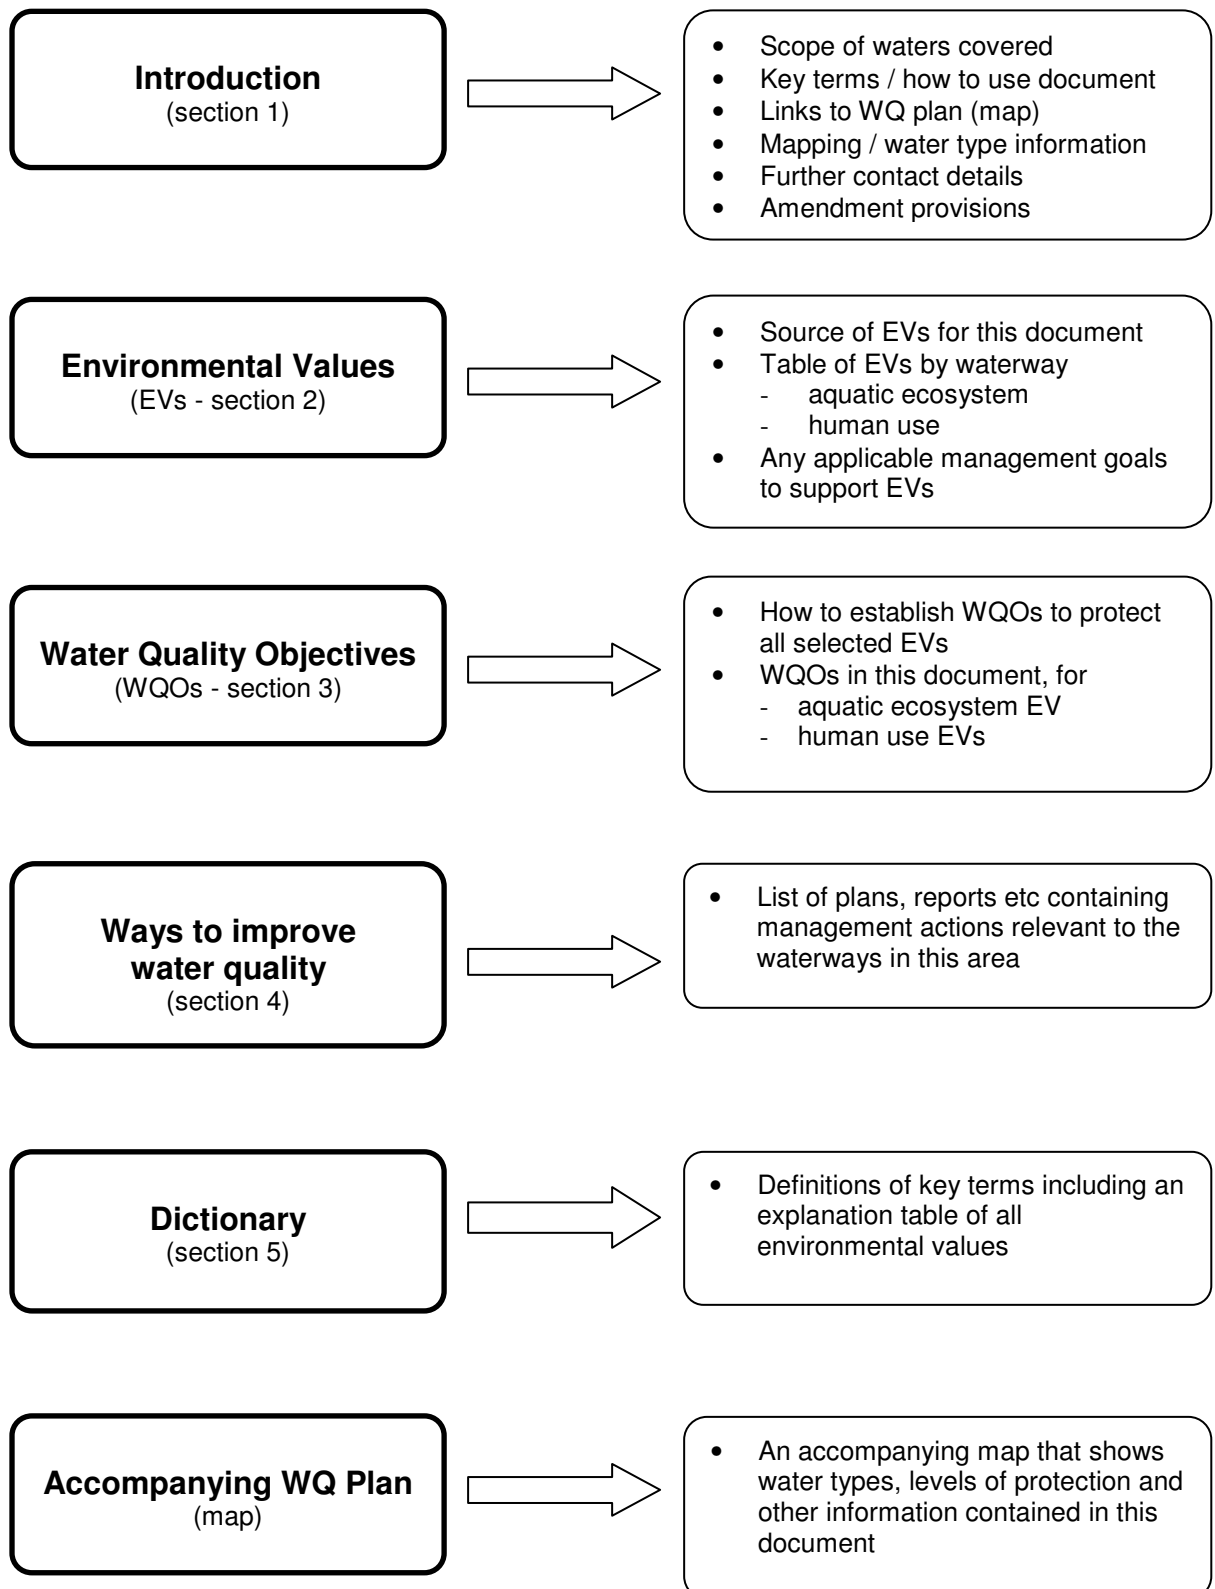 Introduction
(section 1)
• Scope of waters covered
• Key terms / how to use document
• Links to WQ plan (map)
• Mapping / water type information
• Further contact details
• Amendment provisions
Environmental Values
(EVs - section 2)
• Source of EVs for this document
• Table of EVs by waterway
- aquatic ecosystem
- human use
• Any applicable management goals
to support EVs
Water Quality Objectives
(WQOs - section 3)
• How to establish WQOs to protect
all selected EVs
• WQOs in this document, for
- aquatic ecosystem EV
- human use EVs
Ways to improve
water quality
(section 4)
• List of plans, reports etc containing
management actions relevant to the
waterways in this area
Dictionary
(section 5)
• Definitions of key terms including an
explanation table of all
environmental values
Accompanying WQ Plan
(map)
• An accompanying map that shows
water types, levels of protection and
other information contained in this
document